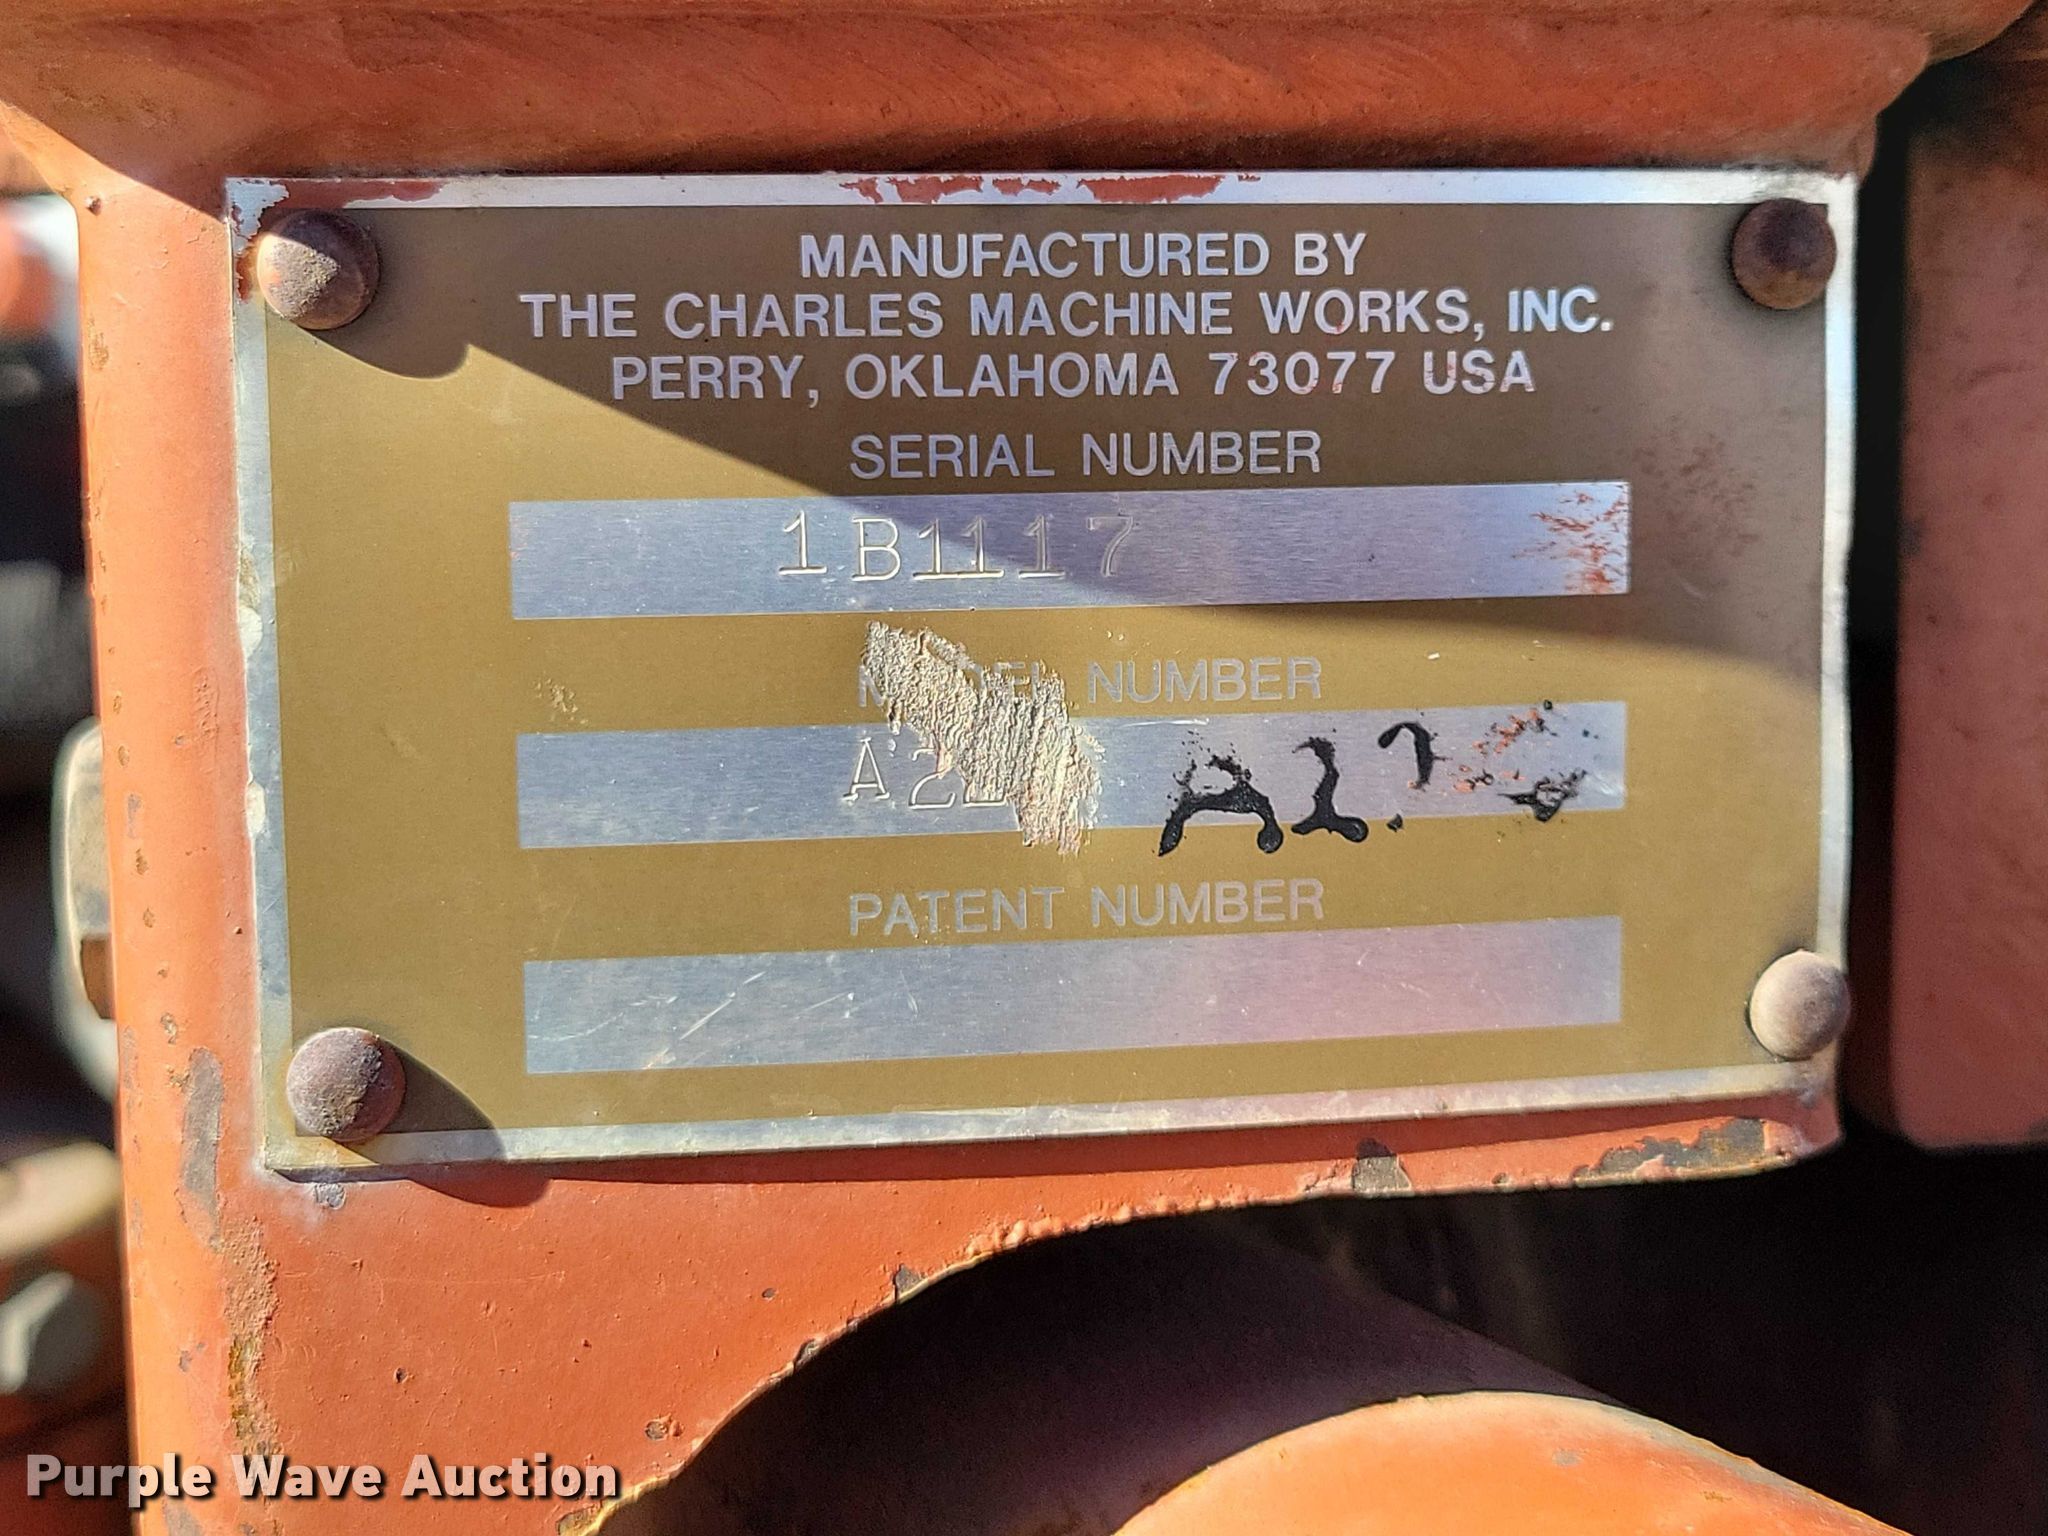 MANUFACTURED BY
THE CHARLES MACHINE WORKS, INC.
PERRY, OKLAHOMA 73077 USA
SERIAL NUMBER
1B1117
NUMBER
PATENT NUMBER
Purple Wave Auction